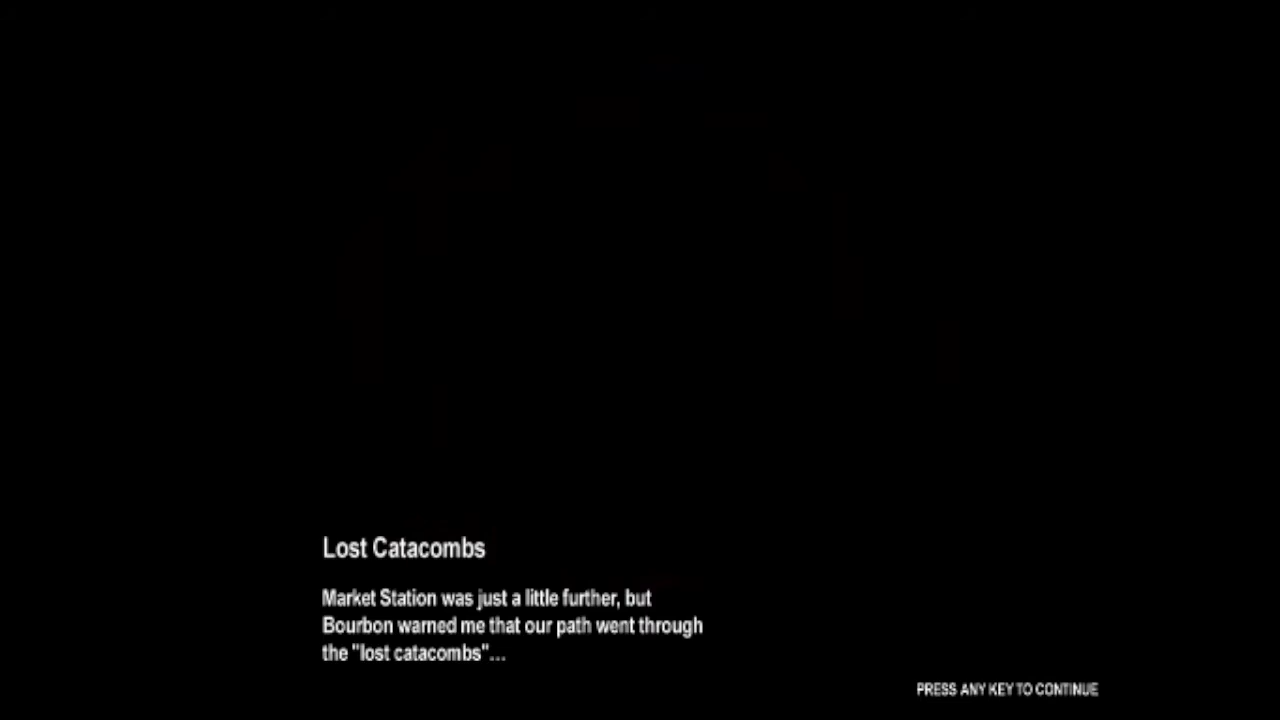 Lost Catacombs
Market Station was just a little further, but
Bourbon warned me that our path went through
the "lost catacombs"...
PRESS ANY KEY TO CONTINUE